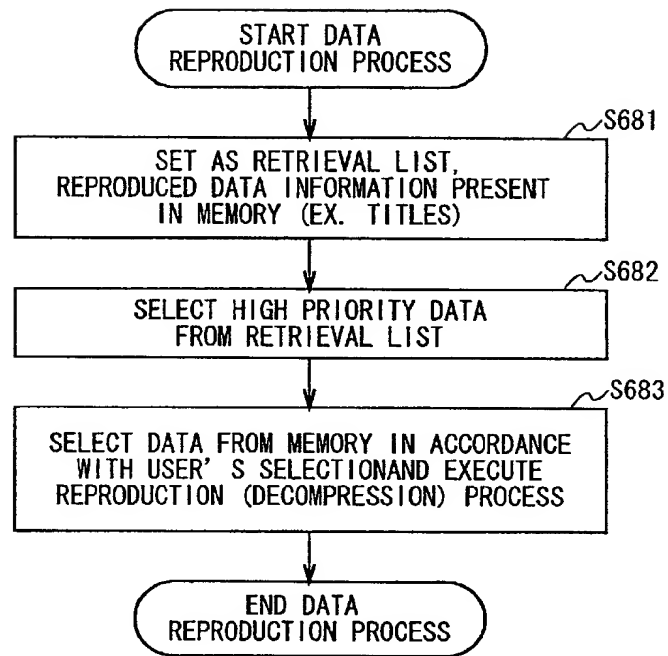 START DATA
REPRODUCTION PROCESS
S681
SET AS RETRIEVAL LIST,
REPRODUCED DATA INFORMATION PRESENT
IN MEMORY (EX. TITLES)
S682
SELECT HIGH PRIORITY DATA
FROM RETRIEVAL LIST
S683
SELECT DATA FROM MEMORY IN ACCORDANCE
WITH USER'S SELECTIONAND EXECUTE
REPRODUCTION (DECOMPRESSION) PROCESS
END DATA
REPRODUCTION PROCESS